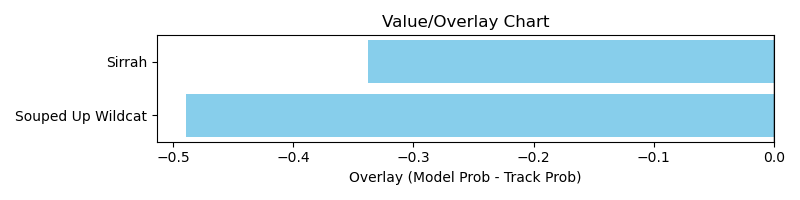 Value/Overlay Chart
Sirrah
Souped Up Wildcat
−0.5 −0.4 −0.3 −0.2 −0.1 0.0
Overlay (Model Prob - Track Prob)